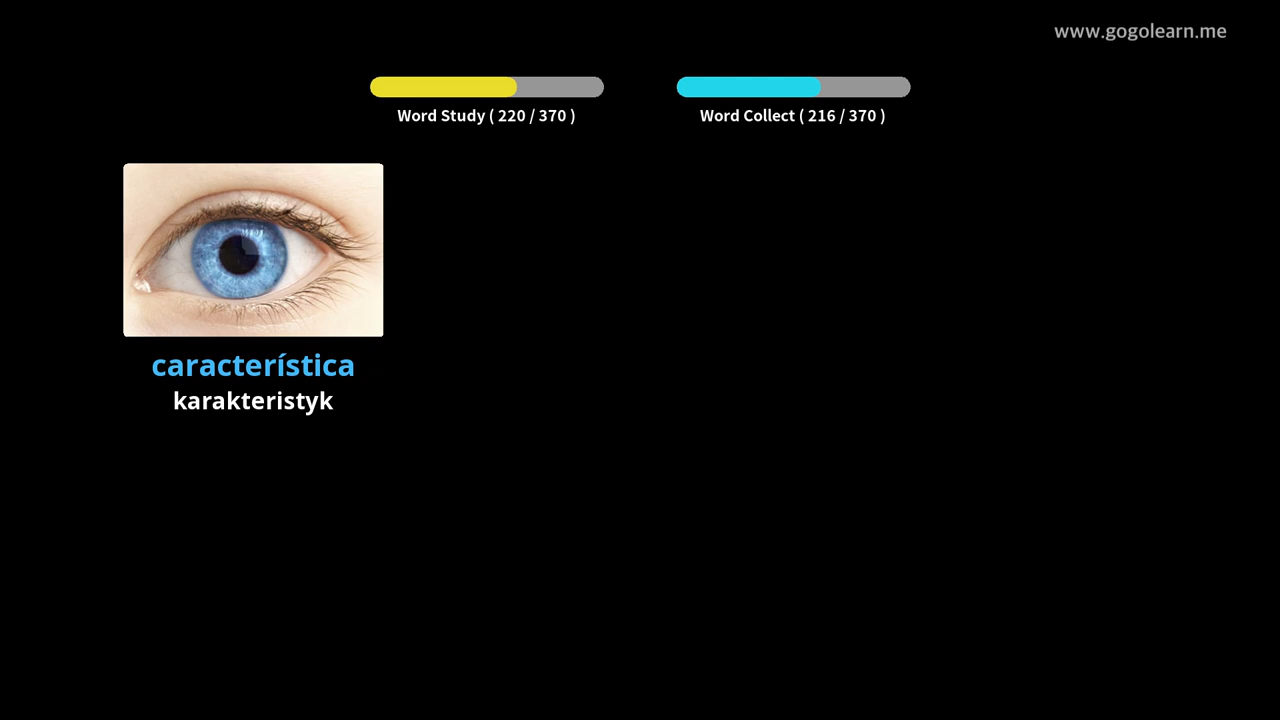 www.gogolearn.me
Word Study ( 220 / 370 )
Word Collect ( 216 / 370 )
característica
karakteristyk